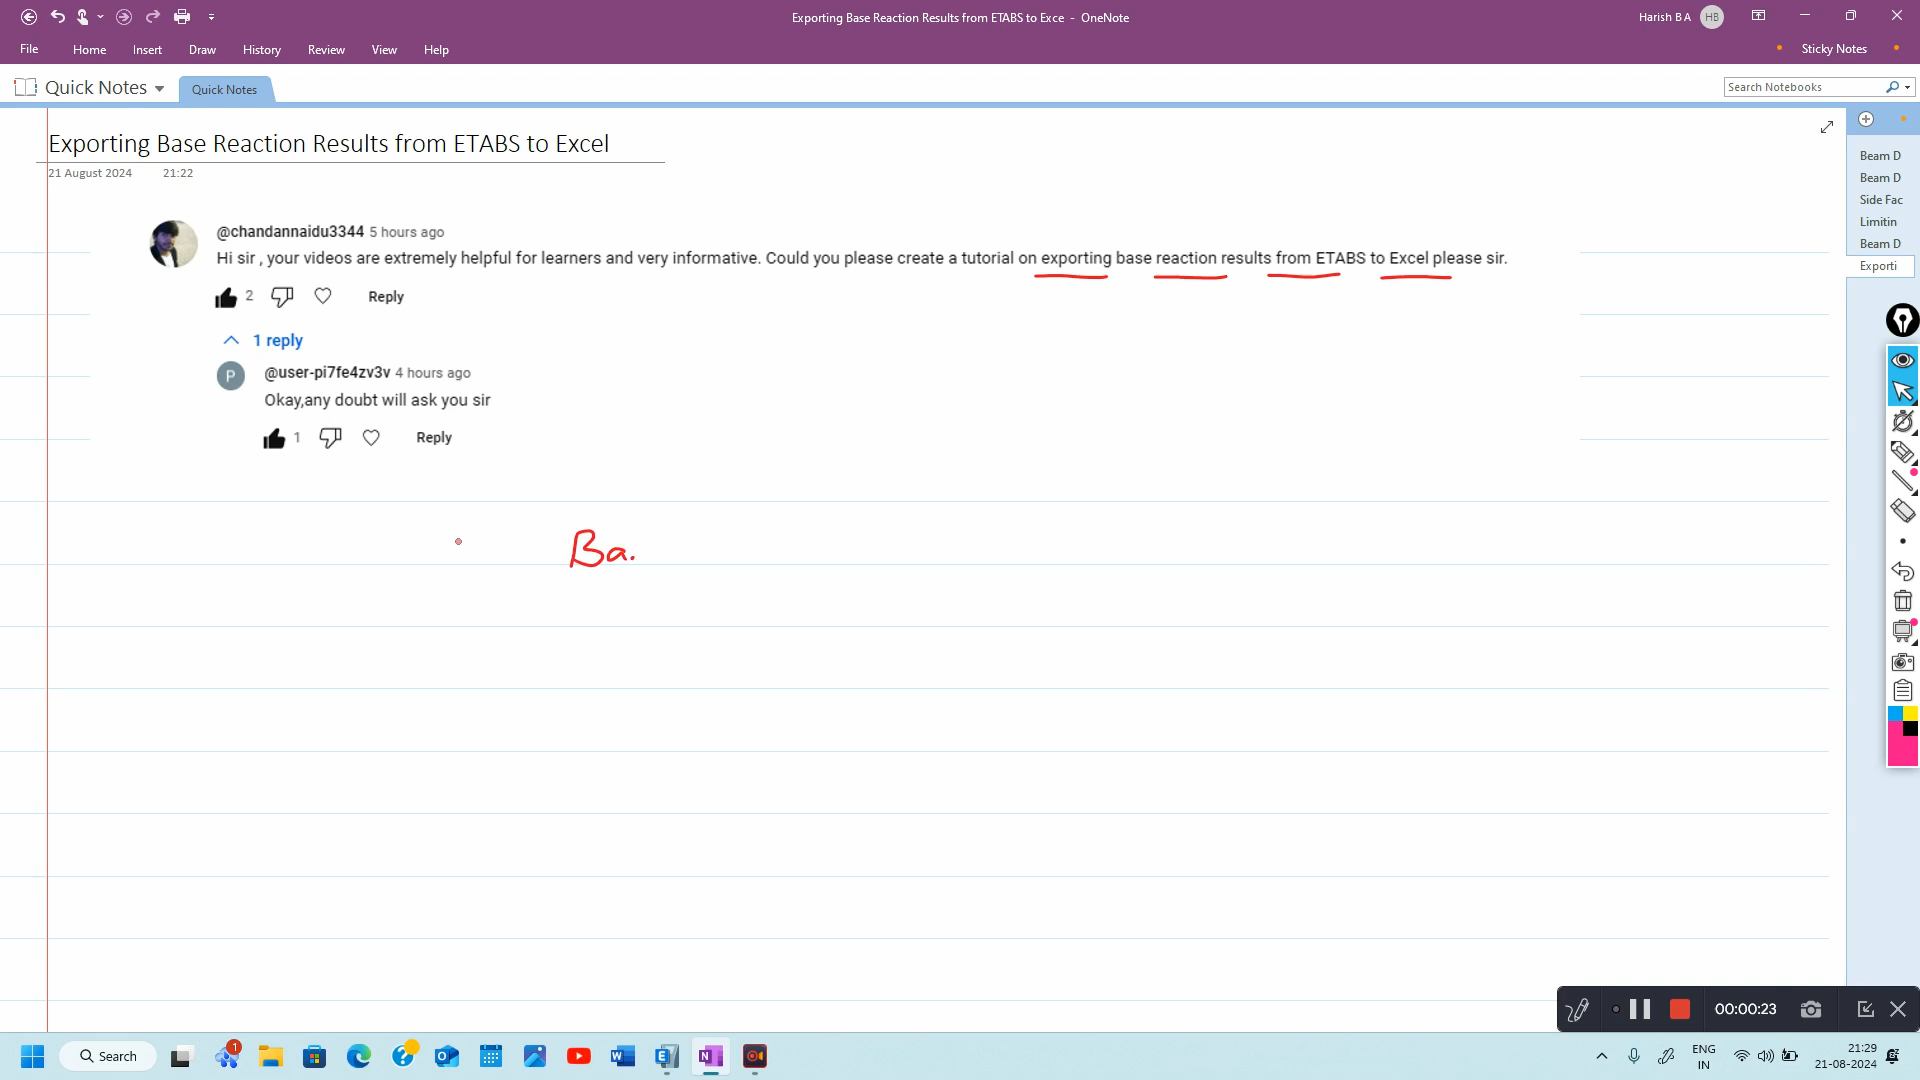 Exporting Base Reaction Results from ETABS to Exce - OneNote
Harish B A HB
File Home Insert Draw History Review View Help
Sticky Notes
Quick Notes Quick Notes
Search Notebooks
Exporting Base Reaction Results from ETABS to Excel
21 August 2024 21:22
Beam D
Beam D
Side Fac
Limitin
Beam D
Exporti
@chandannaidu3344 5 hours ago
Hi sir , your videos are extremely helpful for learners and very informative. Could you please create a tutorial on exporting base reaction results from ETABS to Excel please sir.
2 Reply
1 reply
P @user-pi7fe4zv3v 4 hours ago
Okay,any doubt will ask you sir
1 Reply
Ba.
00:00:23
Search
1
ENG
IN
21:29
21-08-2024